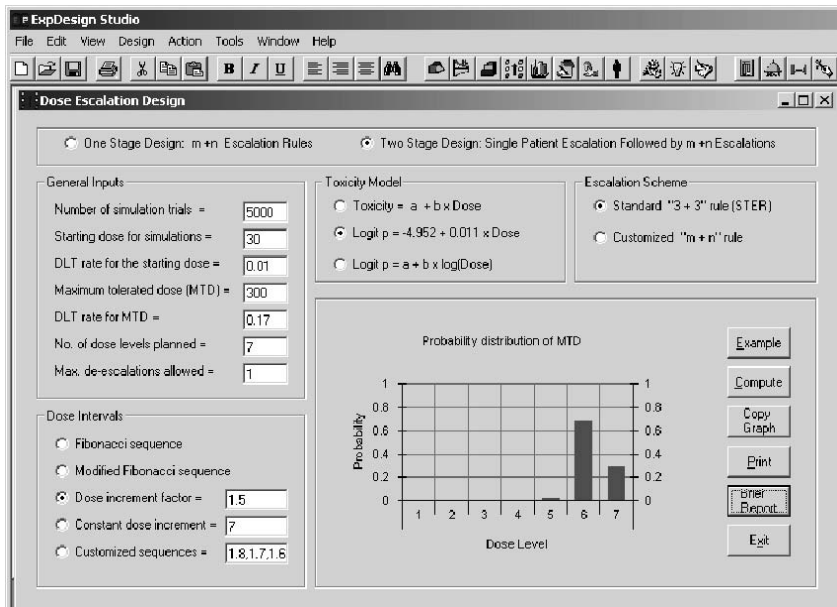 ExpDesign Studio
File Edit View Design Action Tools Window Help
B I U
Dose Escalation Design
One Stage Design: m +n Escalation Rules
Two Stage Design: Single Patient Escalation Followed by m +n Escalations
General Inputs
Number of simulation trials = 5000
Starting dose for simulations = 30
DLT rate for the starting dose = 0.01
Maximum tolerated dose (MTD) = 300
DLT rate for MTD = 0.17
No. of dose levels planned = 7
Max. de-escalations allowed = 1
Toxicity Model
Toxicity = a + b x Dose
Logit p = -4.952 + 0.011 x Dose
Logit p = a + b x log(Dose)
Escalation Scheme
Standard "3 + 3" rule (STER)
Customized "m + n" rule
Dose Intervals
Fibonacci sequence
Modified Fibonacci sequence
Dose increment factor = 1.5
Constant dose increment = 7
Customized sequences = 1.8,1.7,1.6
Probability distribution of MTD
Probability
1 1
0.8 0.8
0.6 0.6
0.4 0.4
0.2 0.2
0 0
1 2 3 4 5 6 7
Dose Level
Example
Compute
Copy
Graph
Print
Brief
Report
Exit